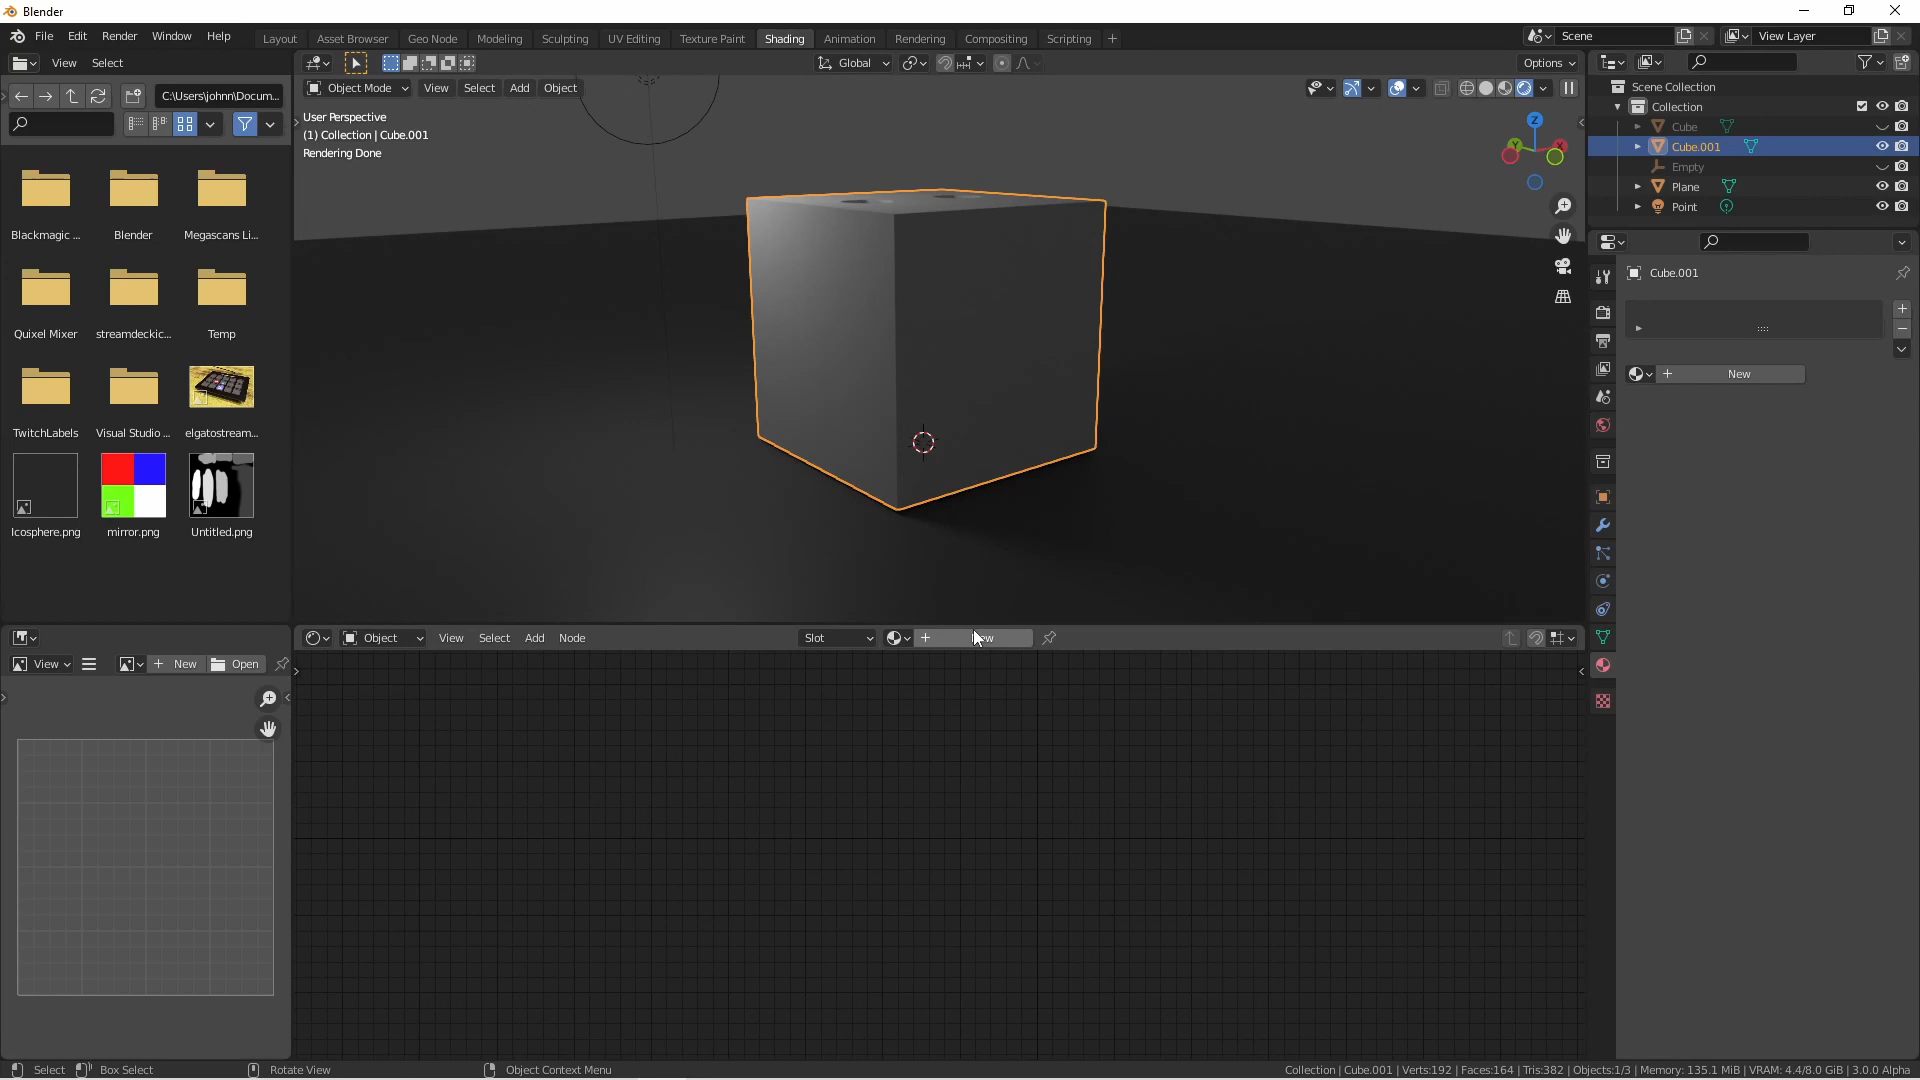 Blender
File Edit Render Window Help
Layout Asset Browser Geo Node Modeling Sculpting UV Editing Texture Paint Shading Animation Rendering Compositing Scripting +
Scene
View Layer
View Select
Global
Options
C:\Users\johnn\Docum...
Object Mode View Select Add Object
User Perspective
(1) Collection | Cube.001
Rendering Done
Z
Y
X
Scene Collection
Collection
Cube
Cube.001
Empty
Plane
Point
Cube.001
New
Blackmagic ... Blender Megascans Li...
Quixel Mixer streamdeckic... Temp
TwitchLabels Visual Studio ... elgatostream...
Icosphere.png mirror.png Untitled.png
Object View Select Add Node
Slot
View
New Open
Select Box Select Rotate View Object Context Menu
Collection | Cube.001 | Verts:192 | Faces:164 | Tris:382 | Objects:1/3 | Memory: 135.1 MiB | VRAM: 4.4/8.0 GiB | 3.0.0 Alpha